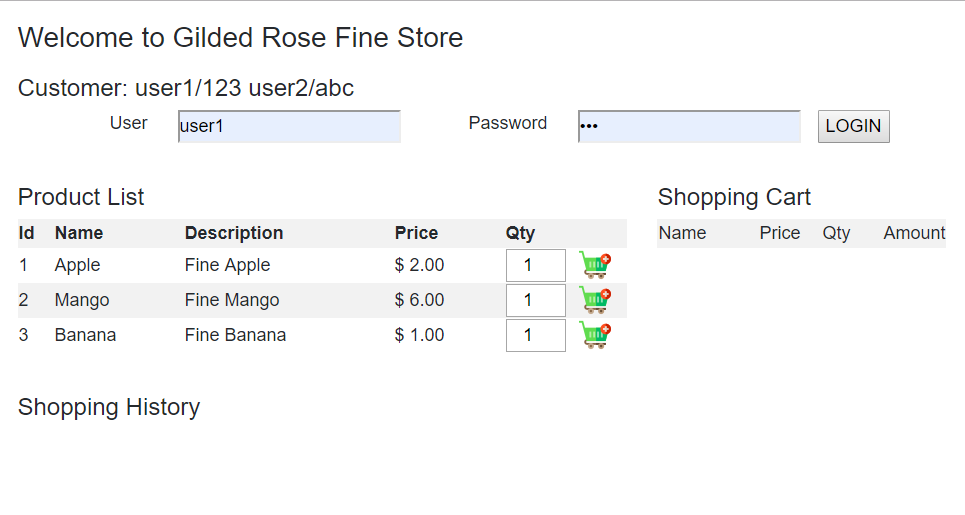 Welcome to Gilded Rose Fine Store
Customer: user1/123 user2/abc
User user1 Password ••• LOGIN
Product List
Id Name Description Price Qty
1 Apple Fine Apple $ 2.00 1
2 Mango Fine Mango $ 6.00 1
3 Banana Fine Banana $ 1.00 1
Shopping Cart
Name Price Qty Amount
Shopping History